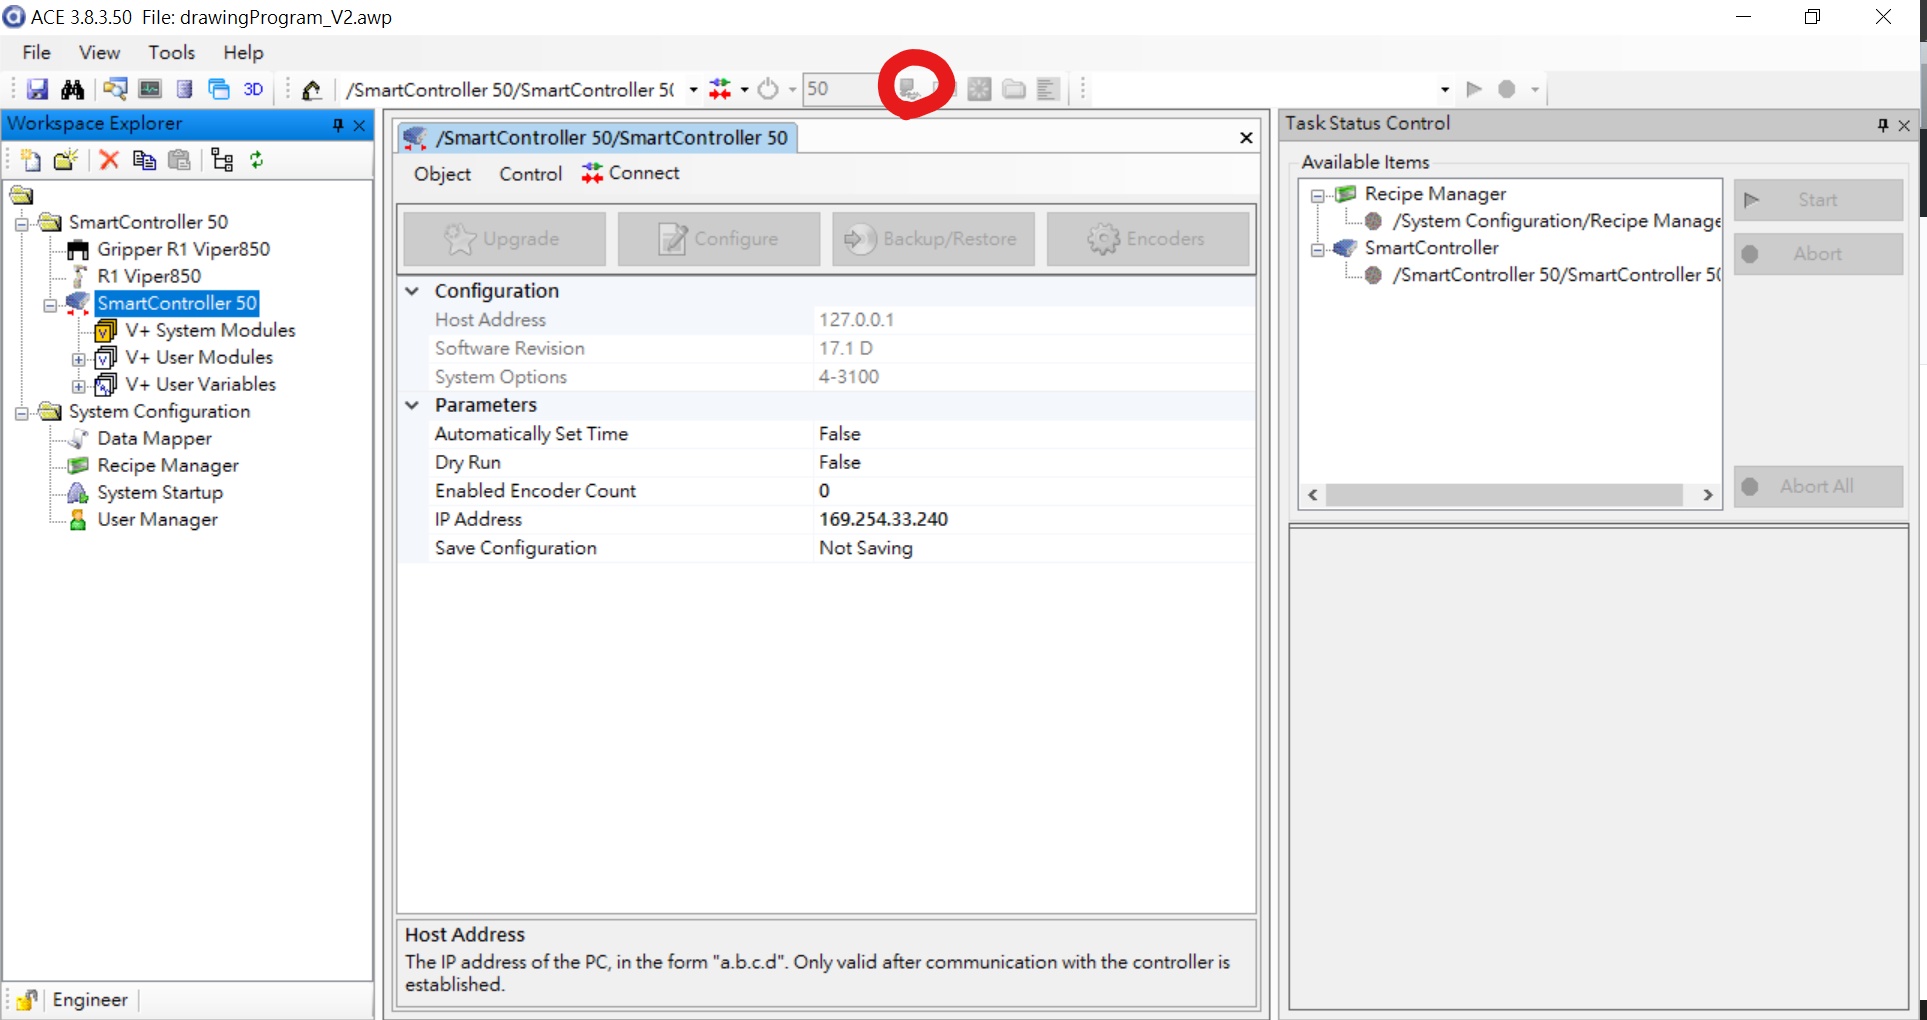 ACE 3.8.3.50 File: drawingProgram_V2.awp
File View Tools Help
3D /SmartController 50/SmartController 5( 50
Workspace Explorer
SmartController 50
Gripper R1 Viper850
R1 Viper850
SmartController 50
V+ System Modules
V+ User Modules
V+ User Variables
System Configuration
Data Mapper
Recipe Manager
System Startup
User Manager
Engineer
/SmartController 50/SmartController 50
Object Control Connect
Upgrade Configure Backup/Restore Encoders
Configuration
Host Address 127.0.0.1
Software Revision 17.1 D
System Options 4-3100
Parameters
Automatically Set Time False
Dry Run False
Enabled Encoder Count 0
IP Address 169.254.33.240
Save Configuration Not Saving
Host Address
The IP address of the PC, in the form "a.b.c.d". Only valid after communication with the controller is
established.
Task Status Control
Available Items
Recipe Manager
/System Configuration/Recipe Manage
SmartController
/SmartController 50/SmartController 5(
Start
Abort
Abort All